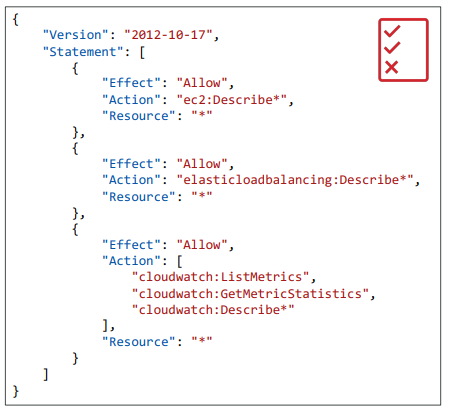 {
    "Version": "2012-10-17",
    "Statement": [
        {
            "Effect": "Allow",
            "Action": "ec2:Describe*",
            "Resource": "*"
        },
        {
            "Effect": "Allow",
            "Action": "elasticloadbalancing:Describe*",
            "Resource": "*"
        },
        {
            "Effect": "Allow",
            "Action": [
                "cloudwatch:ListMetrics",
                "cloudwatch:GetMetricStatistics",
                "cloudwatch:Describe*"
            ],
            "Resource": "*"
        }
    ]
}